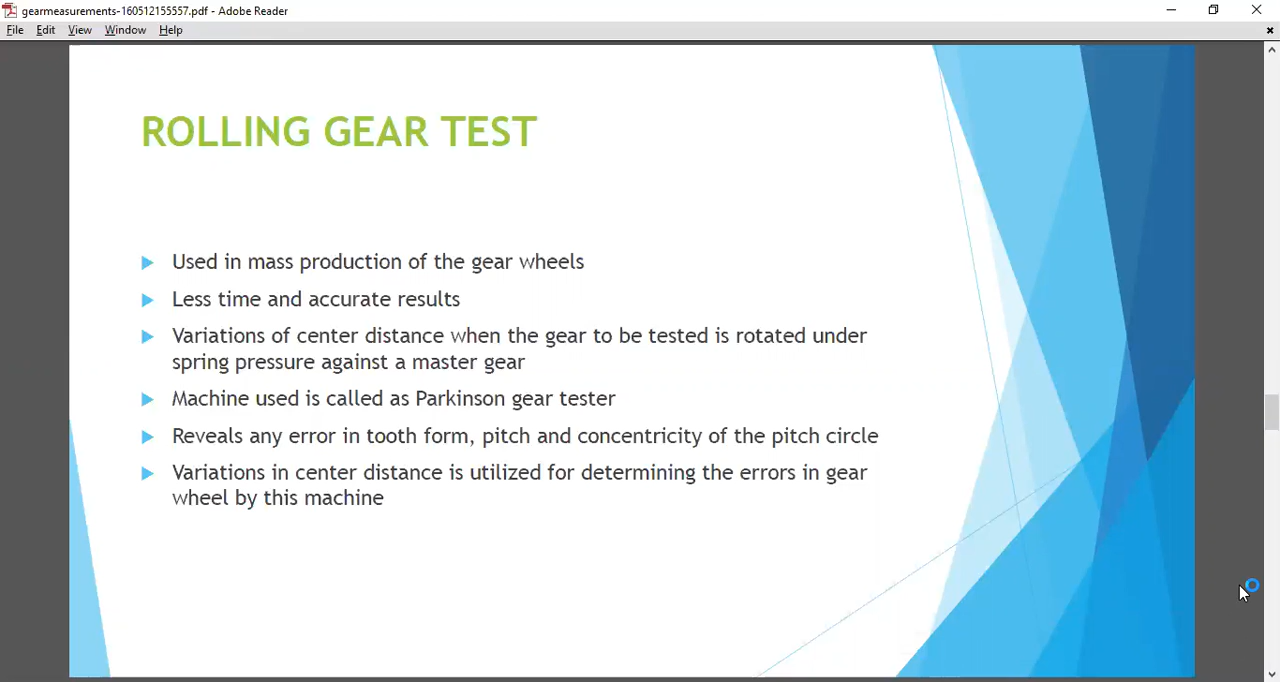 gearmeasurements-160512155557.pdf - Adobe Reader
File Edit View Window Help
ROLLING GEAR TEST
Used in mass production of the gear wheels
Less time and accurate results
Variations of center distance when the gear to be tested is rotated under
spring pressure against a master gear
Machine used is called as Parkinson gear tester
Reveals any error in tooth form, pitch and concentricity of the pitch circle
Variations in center distance is utilized for determining the errors in gear
wheel by this machine